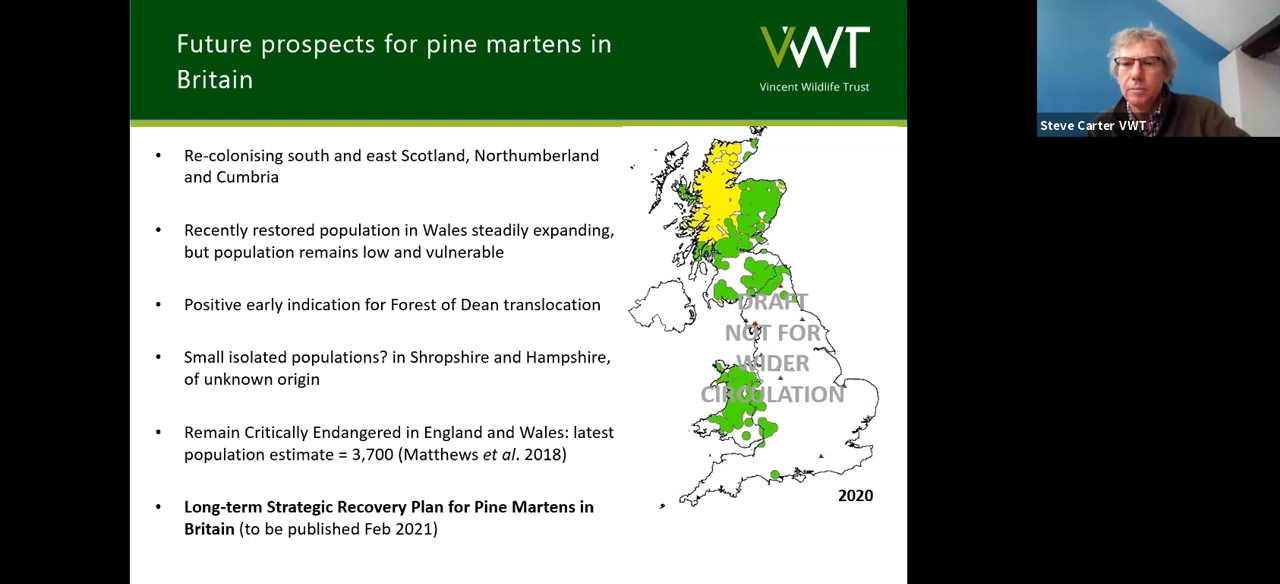 Future prospects for pine martens in
Britain
VWT
Vincent Wildlife Trust
Steve Carter VWT
• Re-colonising south and east Scotland, Northumberland
and Cumbria
• Recently restored population in Wales steadily expanding,
but population remains low and vulnerable
• Positive early indication for Forest of Dean translocation
• Small isolated populations? in Shropshire and Hampshire,
of unknown origin
• Remain Critically Endangered in England and Wales: latest
population estimate = 3,700 (Matthews et al. 2018)
• Long-term Strategic Recovery Plan for Pine Martens in
Britain (to be published Feb 2021)
DRAFT
NOT FOR
WIDER
CIRCULATION
2020